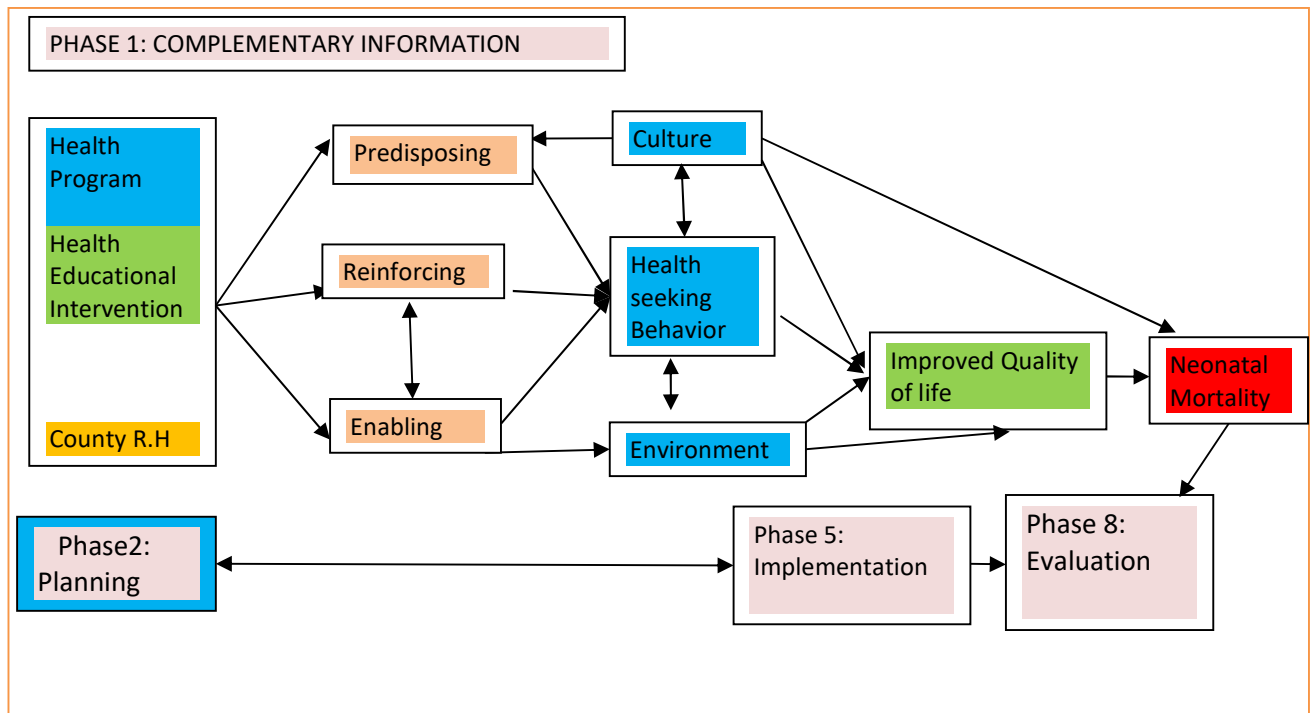 PHASE 1: COMPLEMENTARY INFORMATION
Health
Program
Health
Educational
Intervention
County R.H
Predisposing
Reinforcing
Enabling
Culture
Health
seeking
Behavior
Environment
Improved Quality
of life
Neonatal
Mortality
Phase2:
Planning
Phase 5:
Implementation
Phase 8:
Evaluation